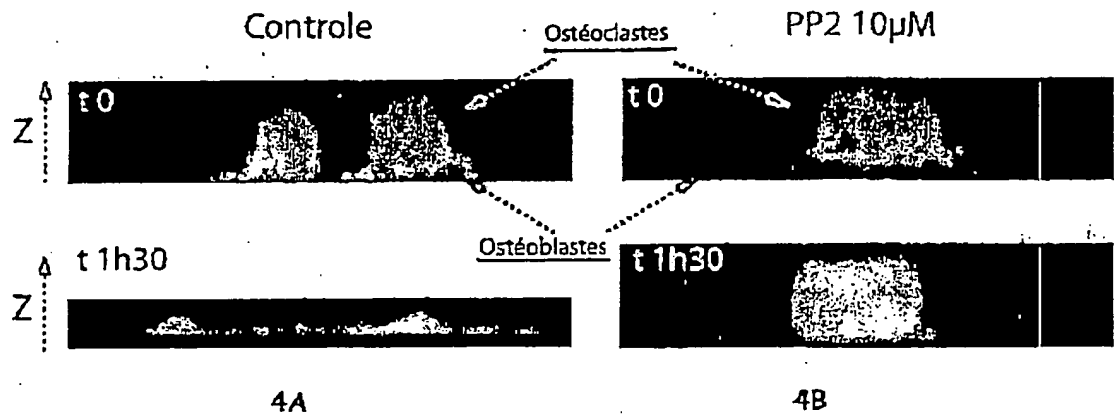 Controle
Ostéoclastes
PP2 10µM
t 0
t 0
Z
Ostéoblastes
t 1h30
t 1h30
Z
4A
4B